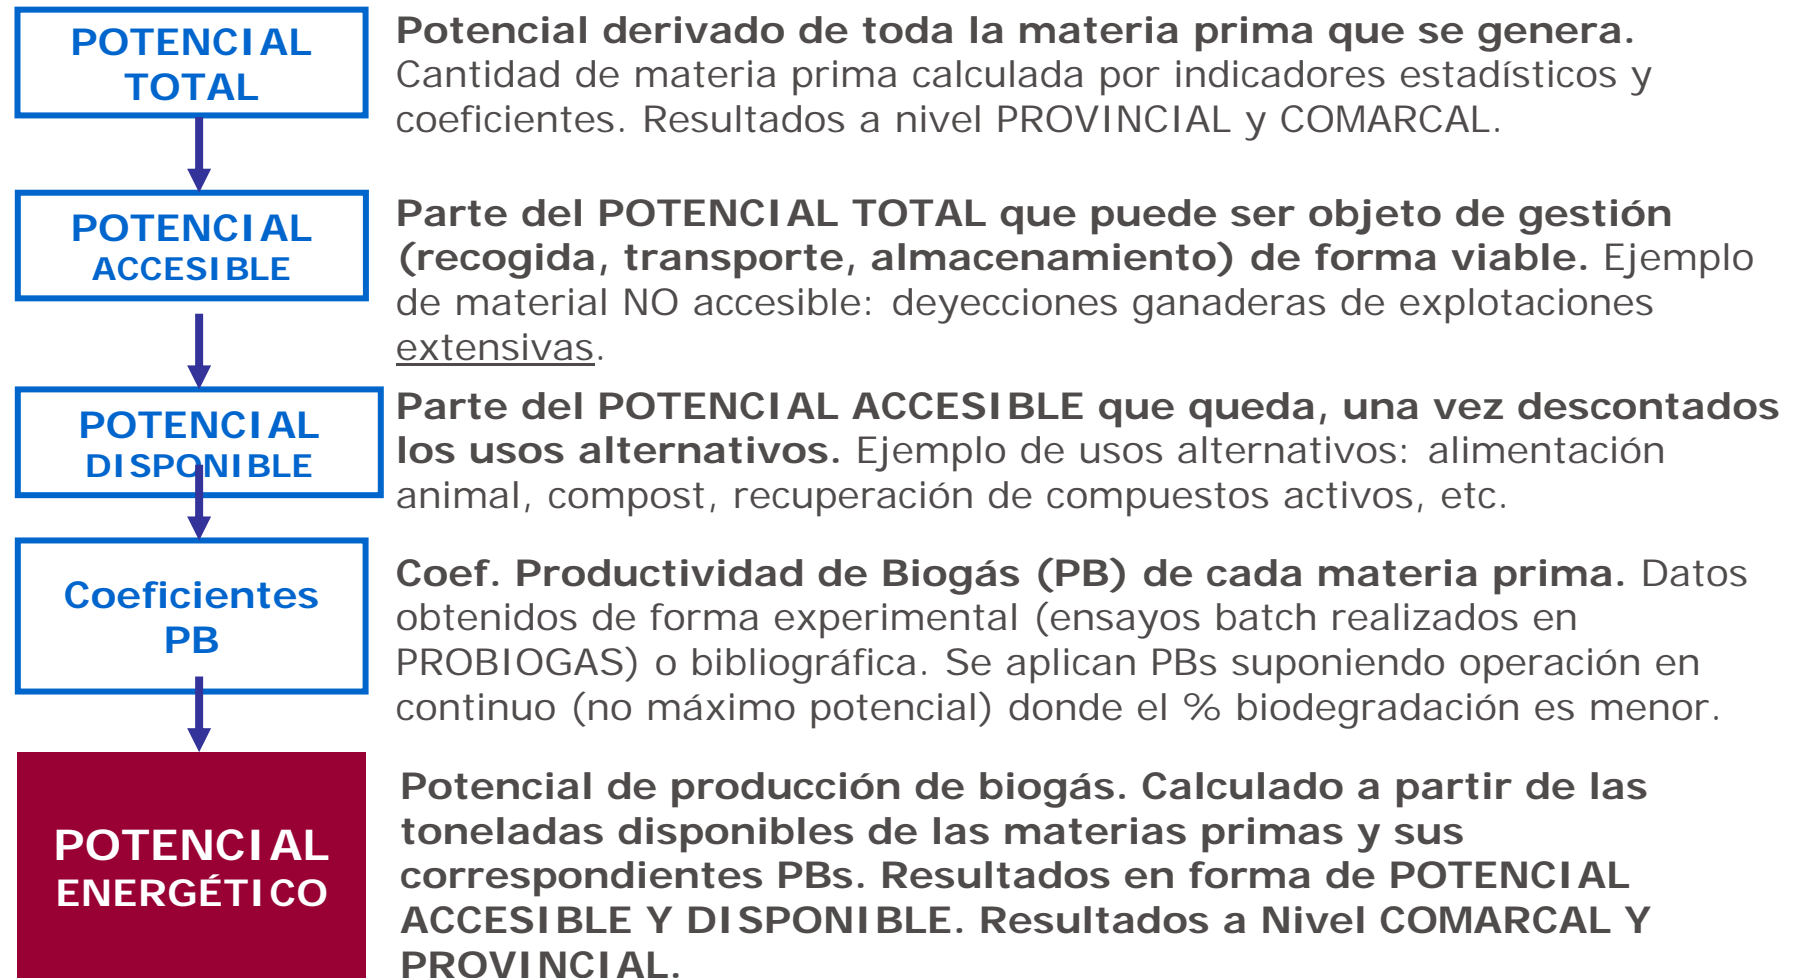 POTENCIAL
TOTAL
Potencial derivado de toda la materia prima que se genera.
Cantidad de materia prima calculada por indicadores estadísticos y
coeficientes. Resultados a nivel PROVINCIAL y COMARCAL.
POTENCIAL
ACCESIBLE
Parte del POTENCIAL TOTAL que puede ser objeto de gestión
(recogida, transporte, almacenamiento) de forma viable. Ejemplo
de material NO accesible: deyecciones ganaderas de explotaciones
extensivas.
POTENCIAL
DISPONIBLE
Parte del POTENCIAL ACCESIBLE que queda, una vez descontados
los usos alternativos. Ejemplo de usos alternativos: alimentación
animal, compost, recuperación de compuestos activos, etc.
Coeficientes
PB
Coef. Productividad de Biogás (PB) de cada materia prima. Datos
obtenidos de forma experimental (ensayos batch realizados en
PROBIOGAS) o bibliográfica. Se aplican PBs suponiendo operación en
continuo (no máximo potencial) donde el % biodegradación es menor.
POTENCIAL
ENERGÉTICO
Potencial de producción de biogás. Calculado a partir de las
toneladas disponibles de las materias primas y sus
correspondientes PBs. Resultados en forma de POTENCIAL
ACCESIBLE Y DISPONIBLE. Resultados a Nivel COMARCAL Y
PROVINCIAL.